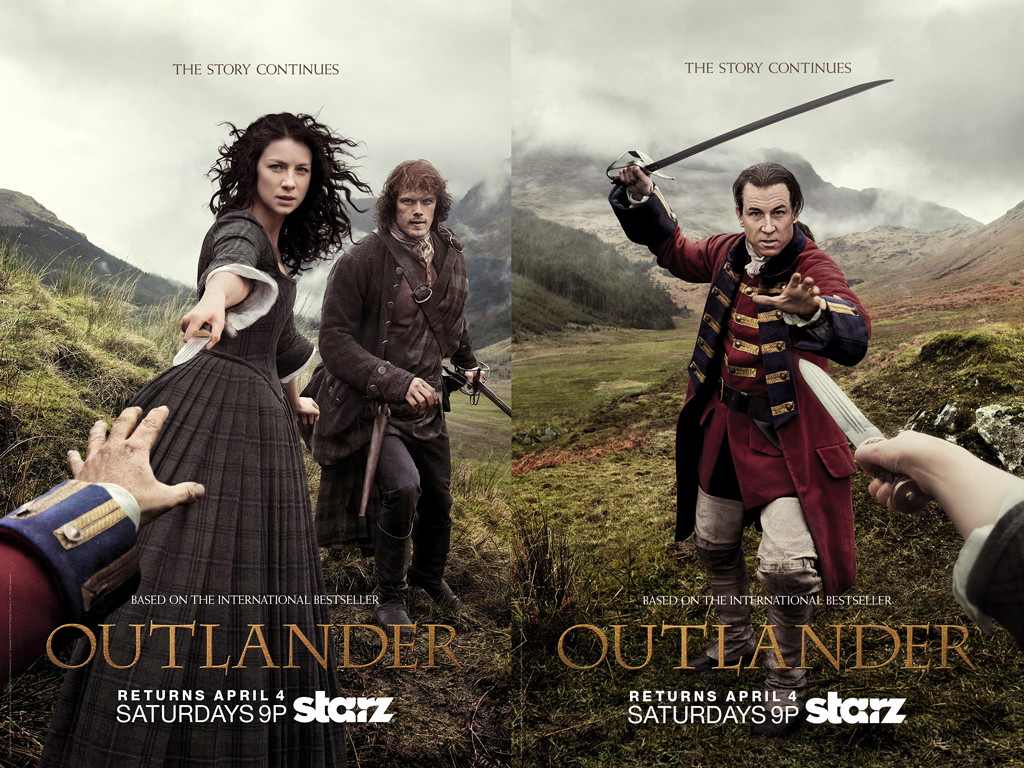 THE STORY CONTINUES
BASED ON THE INTERNATIONAL BESTSELLER
OUTLANDER
RETURNS APRIL 4
SATURDAYS 9P starz
THE STORY CONTINUES
BASED ON THE INTERNATIONAL BESTSELLER
OUTLANDER
RETURNS APRIL 4
SATURDAYS 9P starz